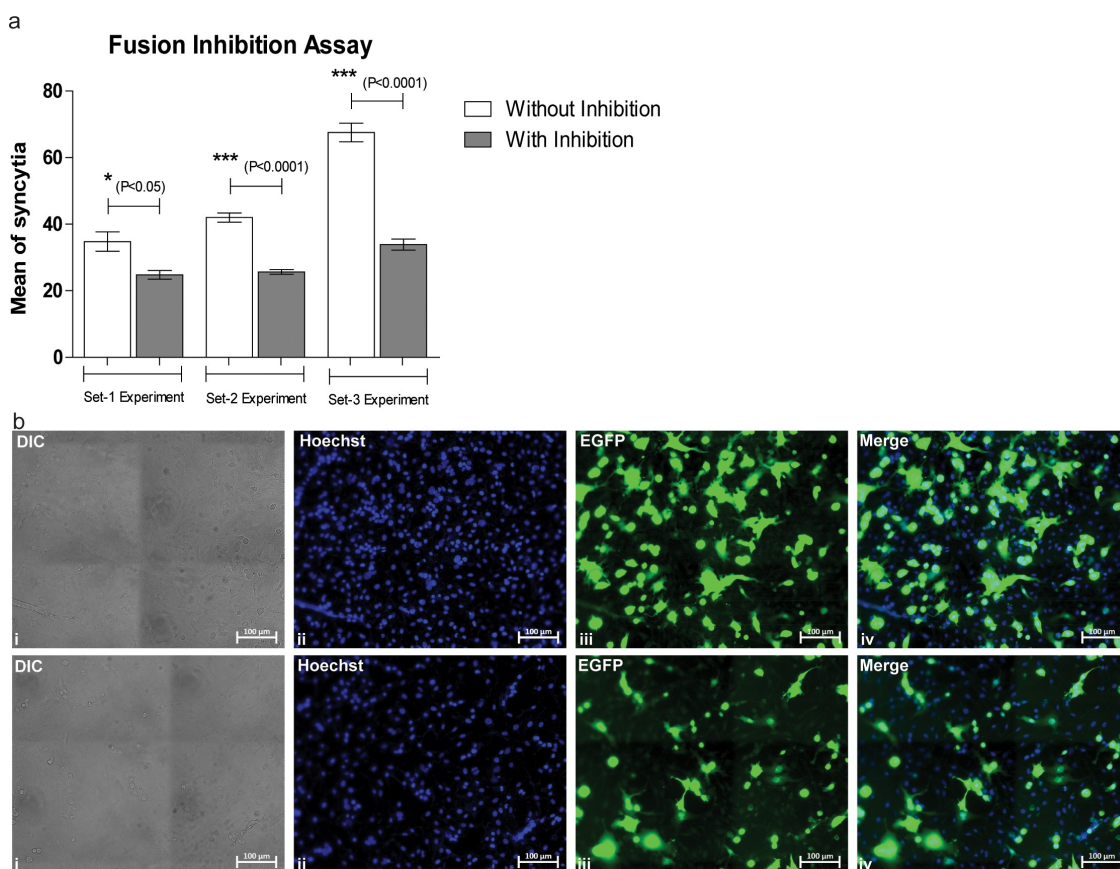 a
Fusion Inhibition Assay
Mean of syncytia
80
60
40
20
0
* (P<0.05)
*** (P<0.0001)
*** (P<0.0001)
Without Inhibition
With Inhibition
Set-1 Experiment
Set-2 Experiment
Set-3 Experiment
b
DIC
Hoechst
EGFP
Merge
i
100 µm
ii
100 µm
iii
100 µm
iv
100 µm
DIC
Hoechst
EGFP
Merge
i
100 µm
ii
100 µm
iii
100 µm
iv
100 µm